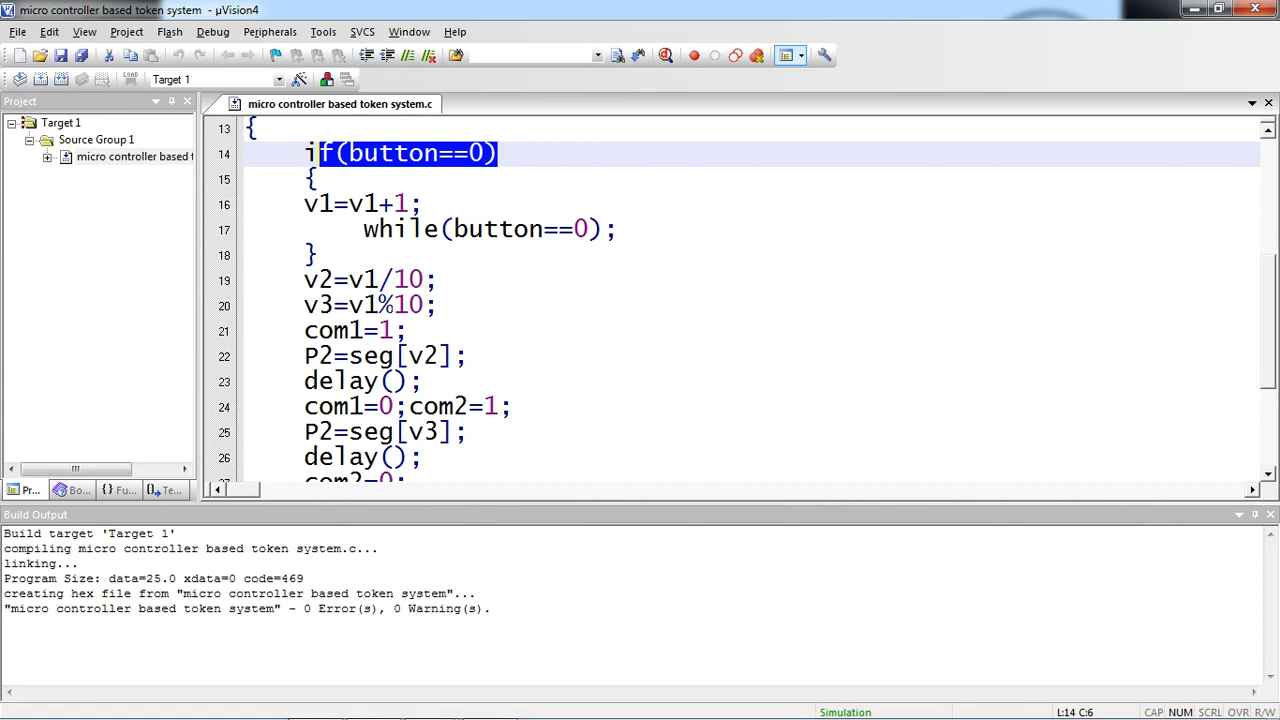 micro controller based token system - µVision4
File Edit View Project Flash Debug Peripherals Tools SVCS Window Help
LOAD Target 1
Project
micro controller based token system.c
Target 1
Source Group 1
micro controller based t
13 {
14 if(button==0)
15 {
16 v1=v1+1;
17 while(button==0);
18 }
19 v2=v1/10;
20 v3=v1%10;
21 com1=1;
22 P2=seg[v2];
23 delay();
24 com1=0;com2=1;
25 P2=seg[v3];
26 delay();
com2=0;
Pr... Bo... {} Fu... Te...
Build Output
Build target 'Target 1'
compiling micro controller based token system.c...
linking...
Program Size: data=25.0 xdata=0 code=469
creating hex file from "micro controller based token system"...
"micro controller based token system" - 0 Error(s), 0 Warning(s).
Simulation L:14 C:6 CAP NUM SCRL OVR R/W